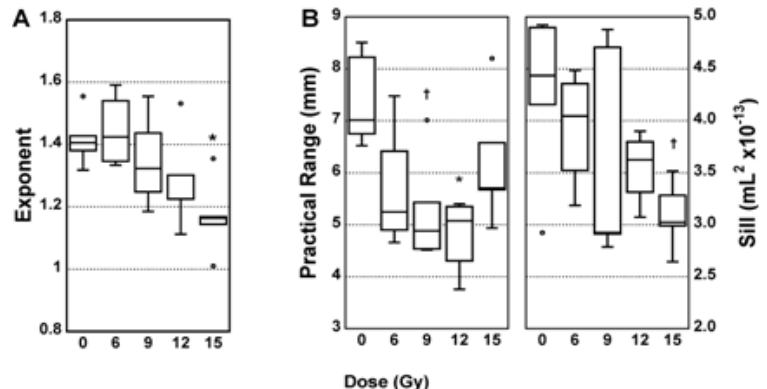 A
B
1.8
1.6
1.4
1.2
1
0.8
Exponent
*
0 6 9 12 15
9
8
7
6
5
4
3
Practical Range (mm)
†
*
0 6 9 12 15
†
0 6 9 12 15
5.0
4.5
4.0
3.5
3.0
2.5
2.0
Sill (mL² x10⁻¹³)
Dose (Gy)